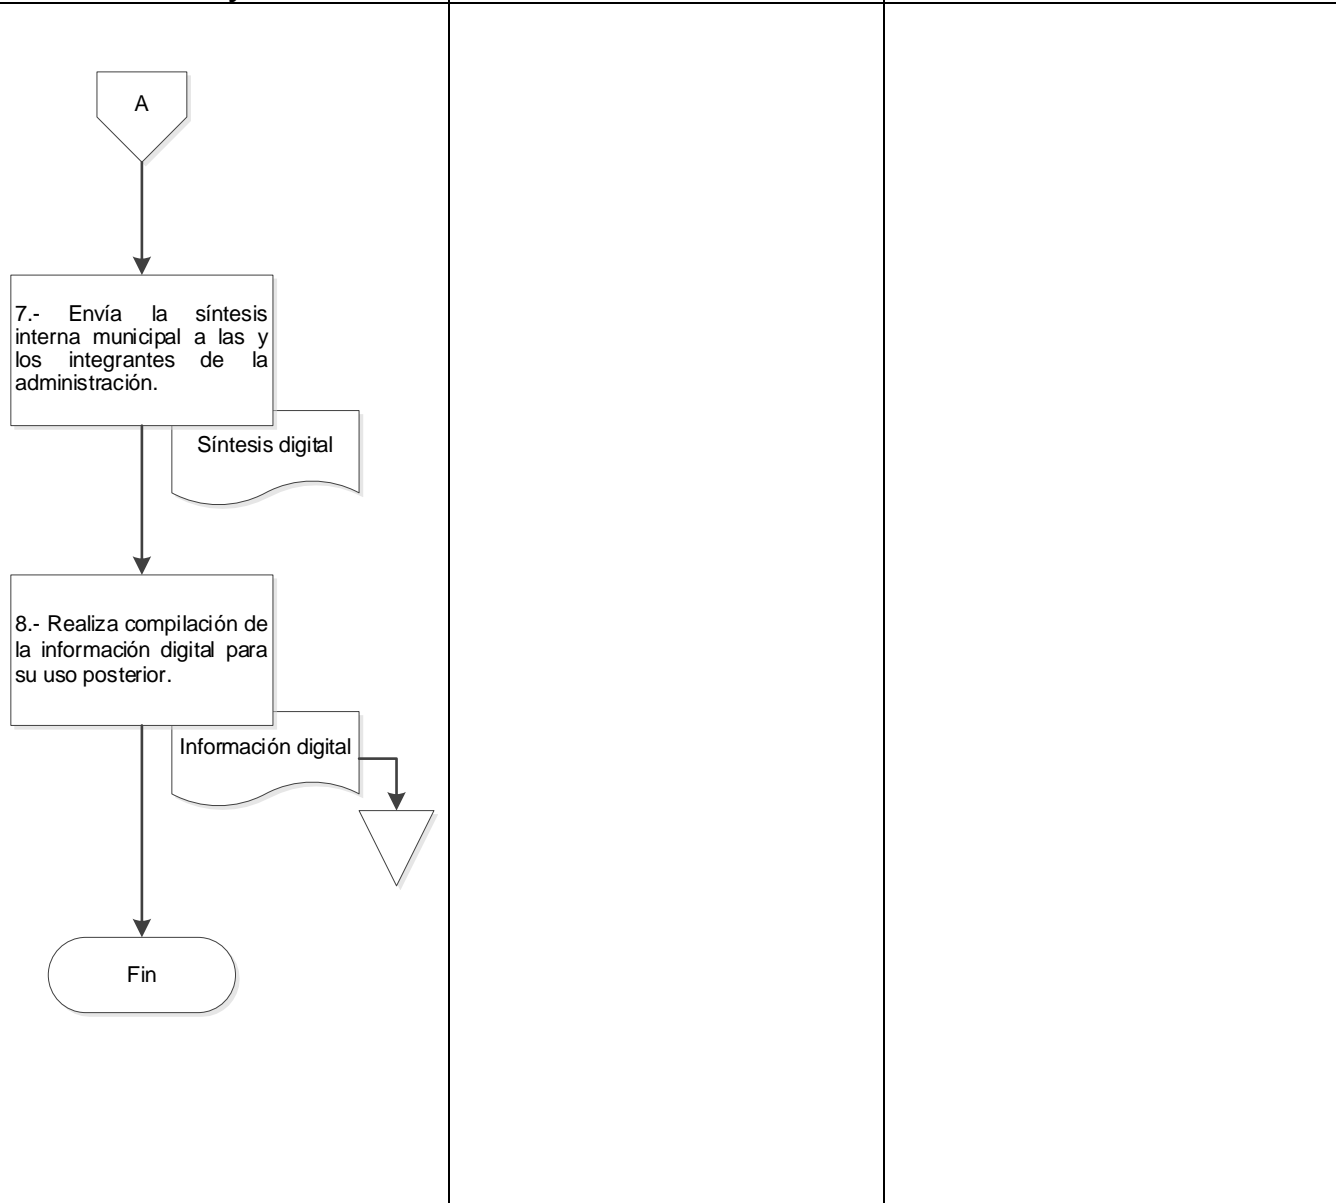 A
7.- Envía la síntesis
interna municipal a las y
los integrantes de la
administración.
Síntesis digital
8.- Realiza compilación de
la información digital para
su uso posterior.
Información digital
Fin